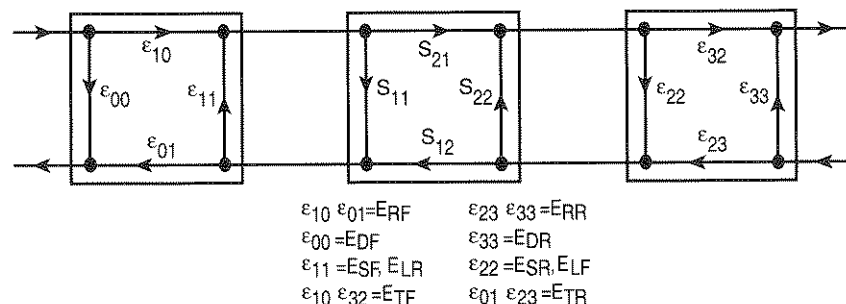 ε10 S21 ε32
ε00 ε11 S11 S22 ε22 ε33
ε01 S12 ε23
ε10 ε01=ERF ε23 ε33=ERR
ε00=EDF ε33=EDR
ε11=ESF, ELR ε22=ESR, ELF
ε10 ε32=ETF ε01 ε23=ETR